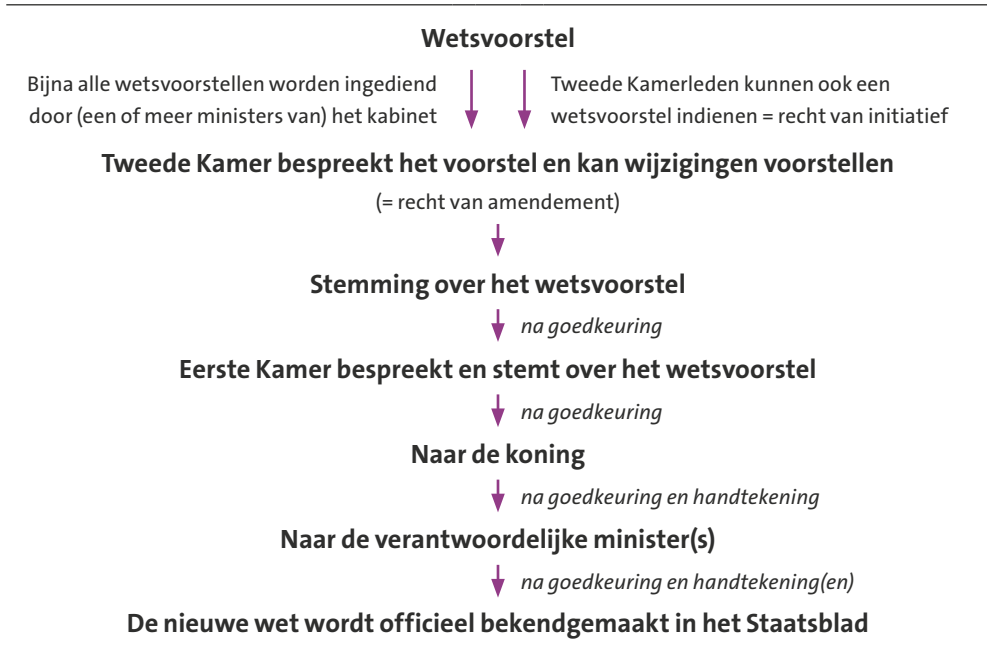 Wetsvoorstel
Bijna alle wetsvoorstellen worden ingediend
door (een of meer ministers van) het kabinet
Tweede Kamerleden kunnen ook een
wetsvoorstel indienen = recht van initiatief
Tweede Kamer bespreekt het voorstel en kan wijzigingen voorstellen
(= recht van amendement)
Stemming over het wetsvoorstel
na goedkeuring
Eerste Kamer bespreekt en stemt over het wetsvoorstel
na goedkeuring
Naar de koning
na goedkeuring en handtekening
Naar de verantwoordelijke minister(s)
na goedkeuring en handtekening(en)
De nieuwe wet wordt officieel bekendgemaakt in het Staatsblad